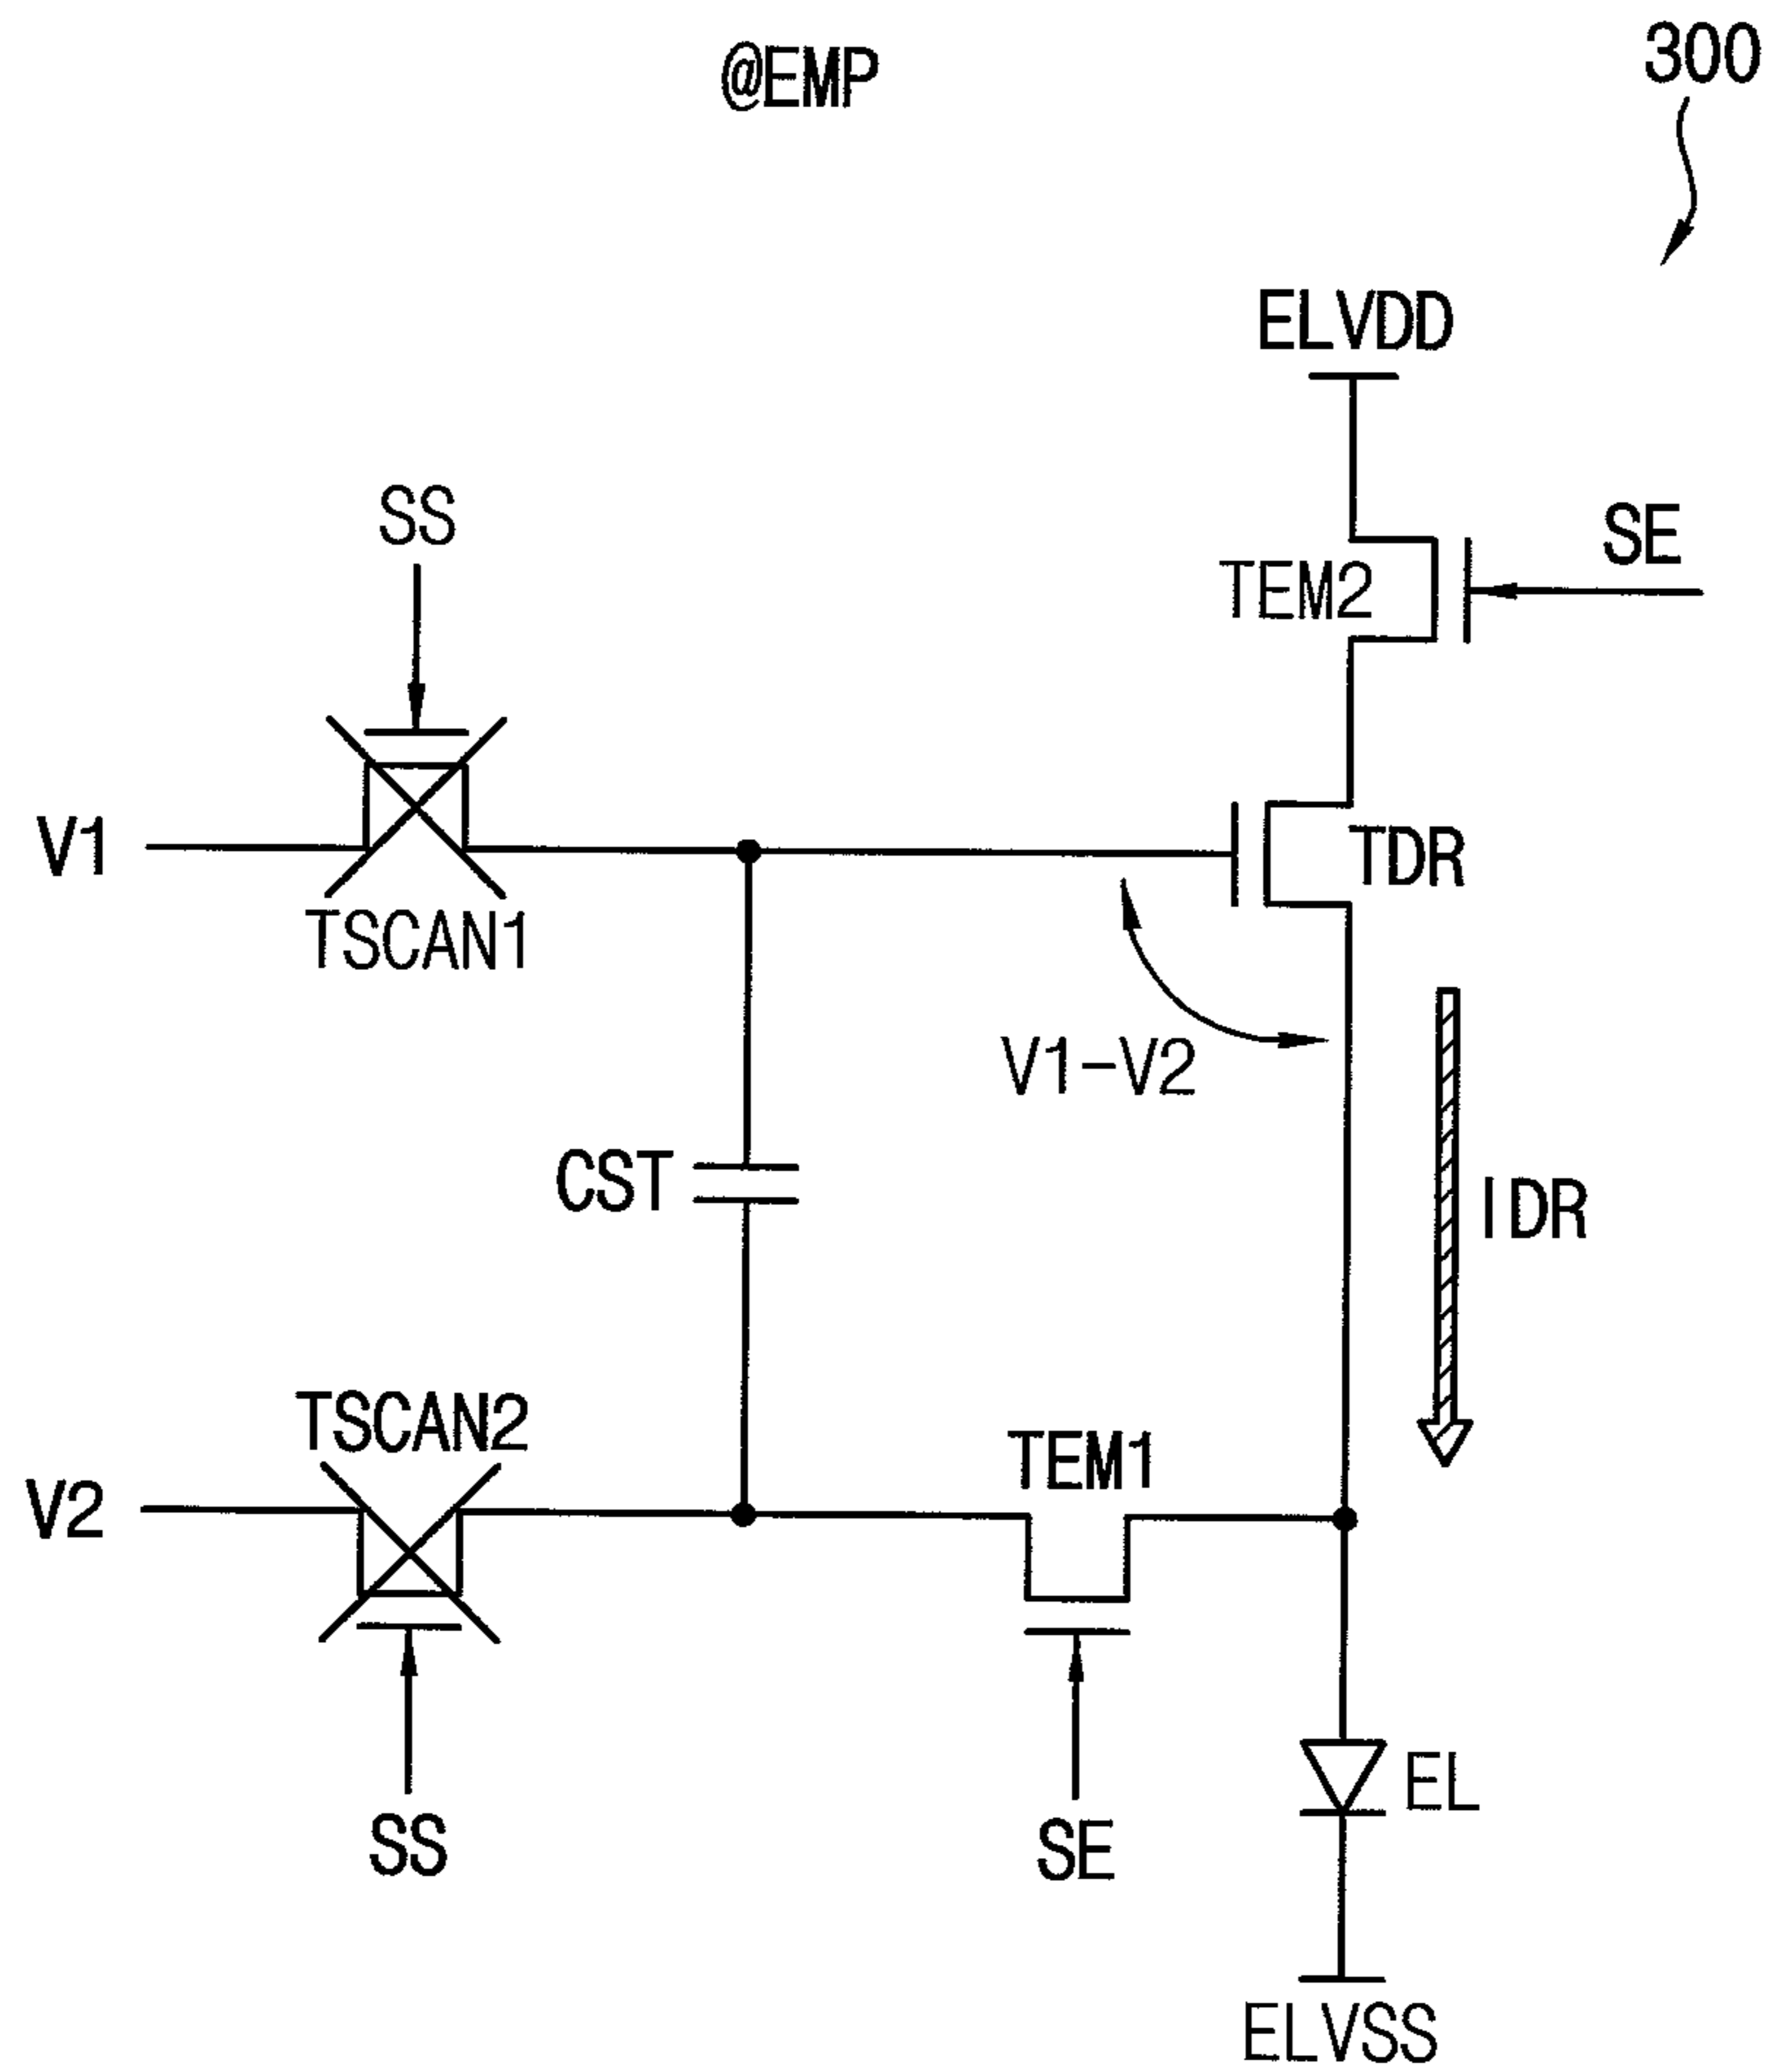 @EMP
300
ELVDD
SS
SE
TEM2
V1
TDR
TSCAN1
V1-V2
CST
IDR
TSCAN2
TEM1
V2
EL
SS
SE
ELVSS